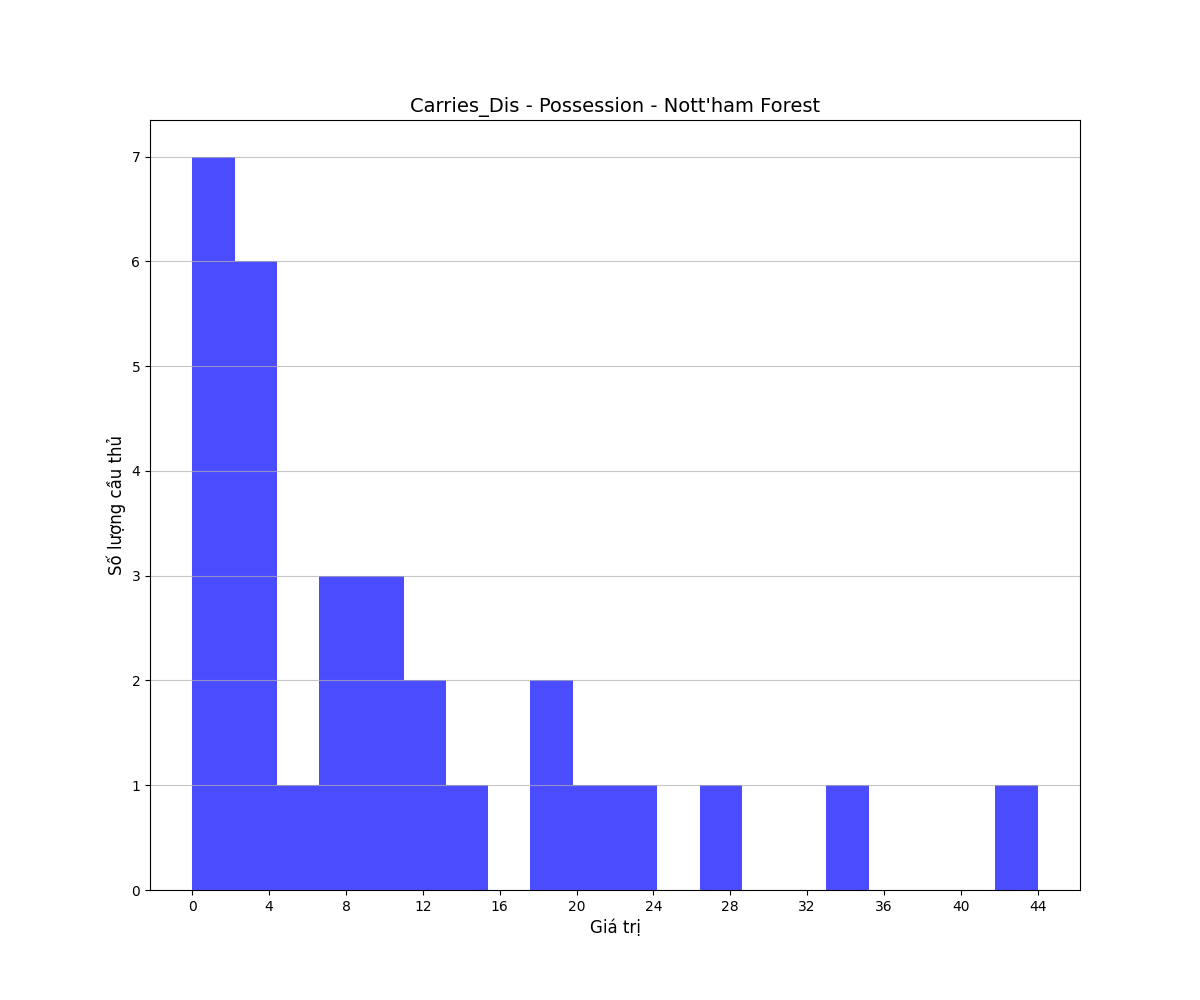 Carries_Dis - Possession - Nott'ham Forest
7
6
5
4
3
2
1
0
Số lượng cầu thủ
0 4 8 12 16 20 24 28 32 36 40 44
Giá trị